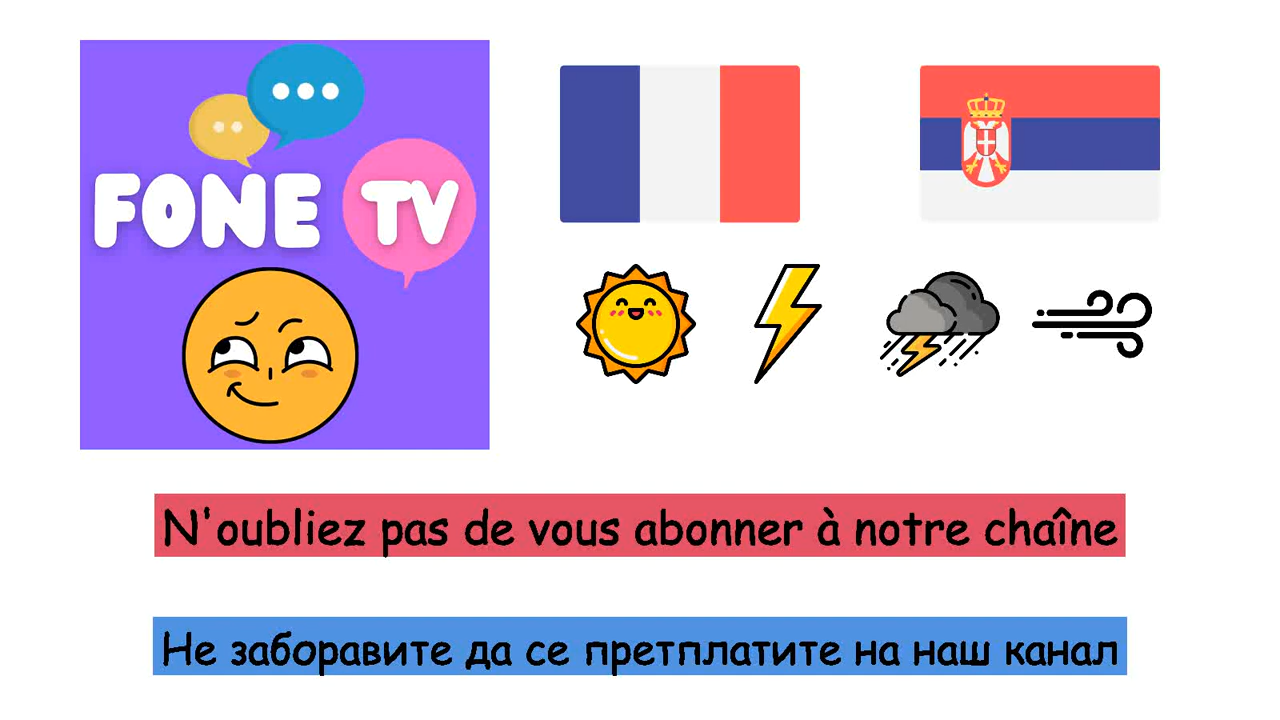 FONE TV
N'oubliez pas de vous abonner à notre chaîne
Не заборавите да се претплатите на наш канал